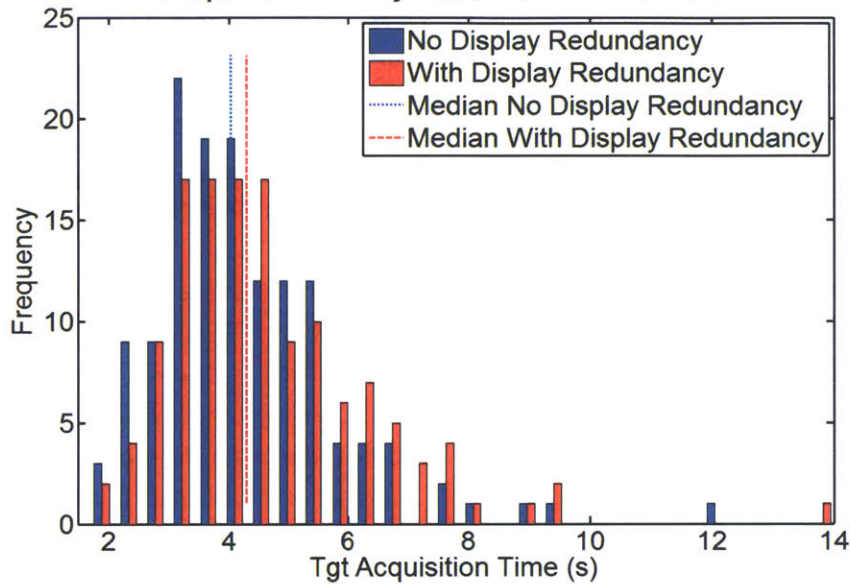 25
20
15
10
5
0
Frequency
No Display Redundancy
With Display Redundancy
Median No Display Redundancy
Median With Display Redundancy
2 4 6 8 10 12 14
Tgt Acquisition Time (s)